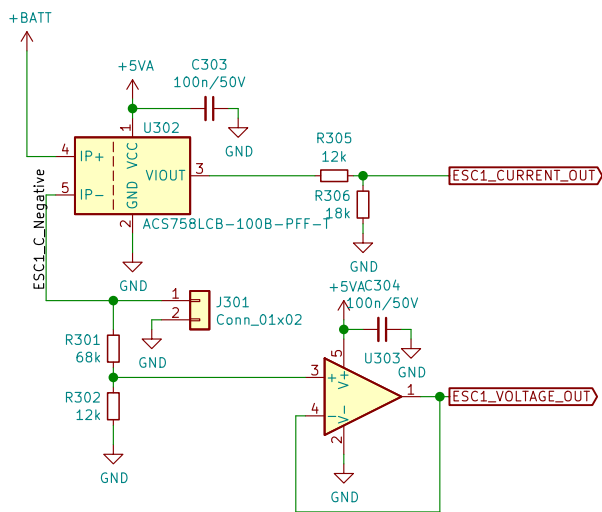 +BATT
C303
100n/50V
+5VA
GND
1
U302
4
IP+
VCC
VIOUT
3
R305
12k
ESC1_CURRENT_OUT
5
IP-
GND
R306
18k
2
ACS758LCB-100B-PFF-T
ESC1_C_Negative
GND
GND
1
2
J301
Conn_01x02
GND
+5VA
C304
100n/50V
R301
68k
5
U303
GND
3
+
V+
R302
12k
1
ESC1_VOLTAGE_OUT
4
-
V-
2
GND
GND